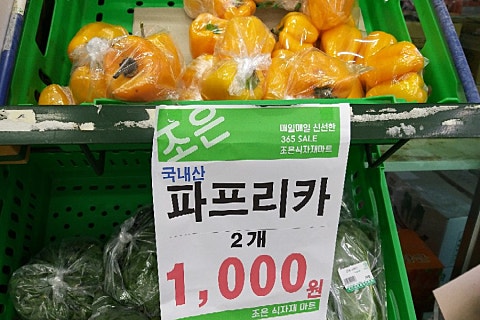 조은
매일매일 신선한
365 SALE
조은식자재마트
국내산
파프리카
2개
1,000원
조은 식자재 마트